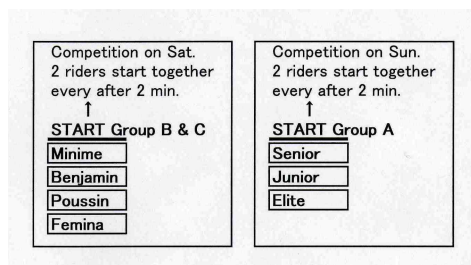 Competition on Sat.
2 riders start together
every after 2 min.
↑
START Group B & C
Minime
Benjamin
Poussin
Femina
Competition on Sun.
2 riders start together
every after 2 min.
↑
START Group A
Senior
Junior
Elite